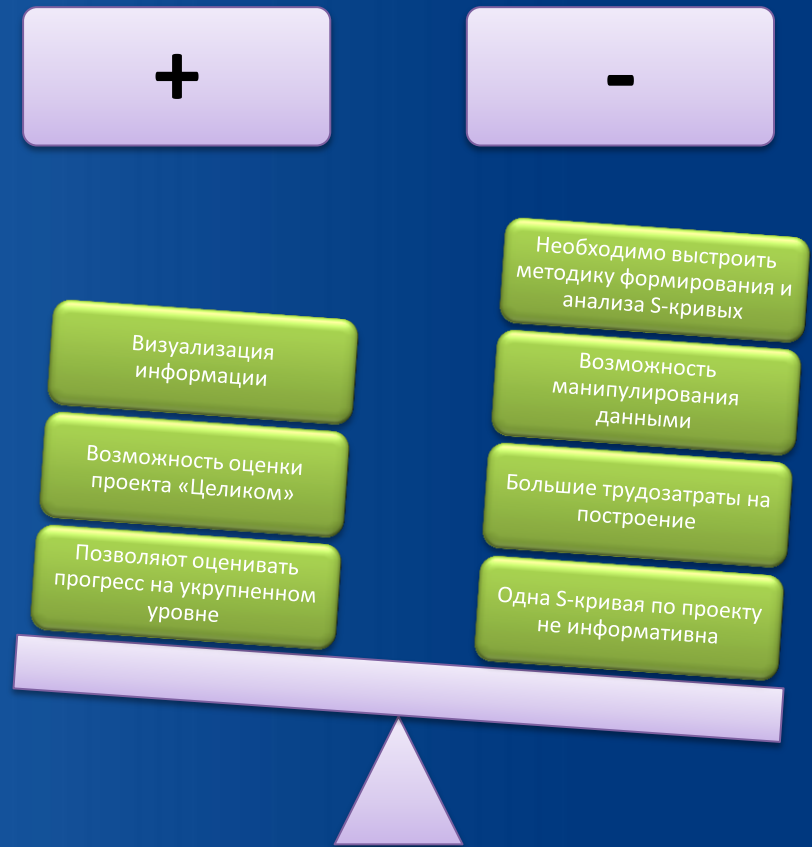 +
-
Визуализация
информации
Возможность оценки
проекта «Целиком»
Позволяют оценивать
прогресс на укрупненном
уровне
Необходимо выстроить
методику формирования и
анализа S-кривых
Возможность
манипулирования
данными
Большие трудозатраты на
построение
Одна S-кривая по проекту
не информативна